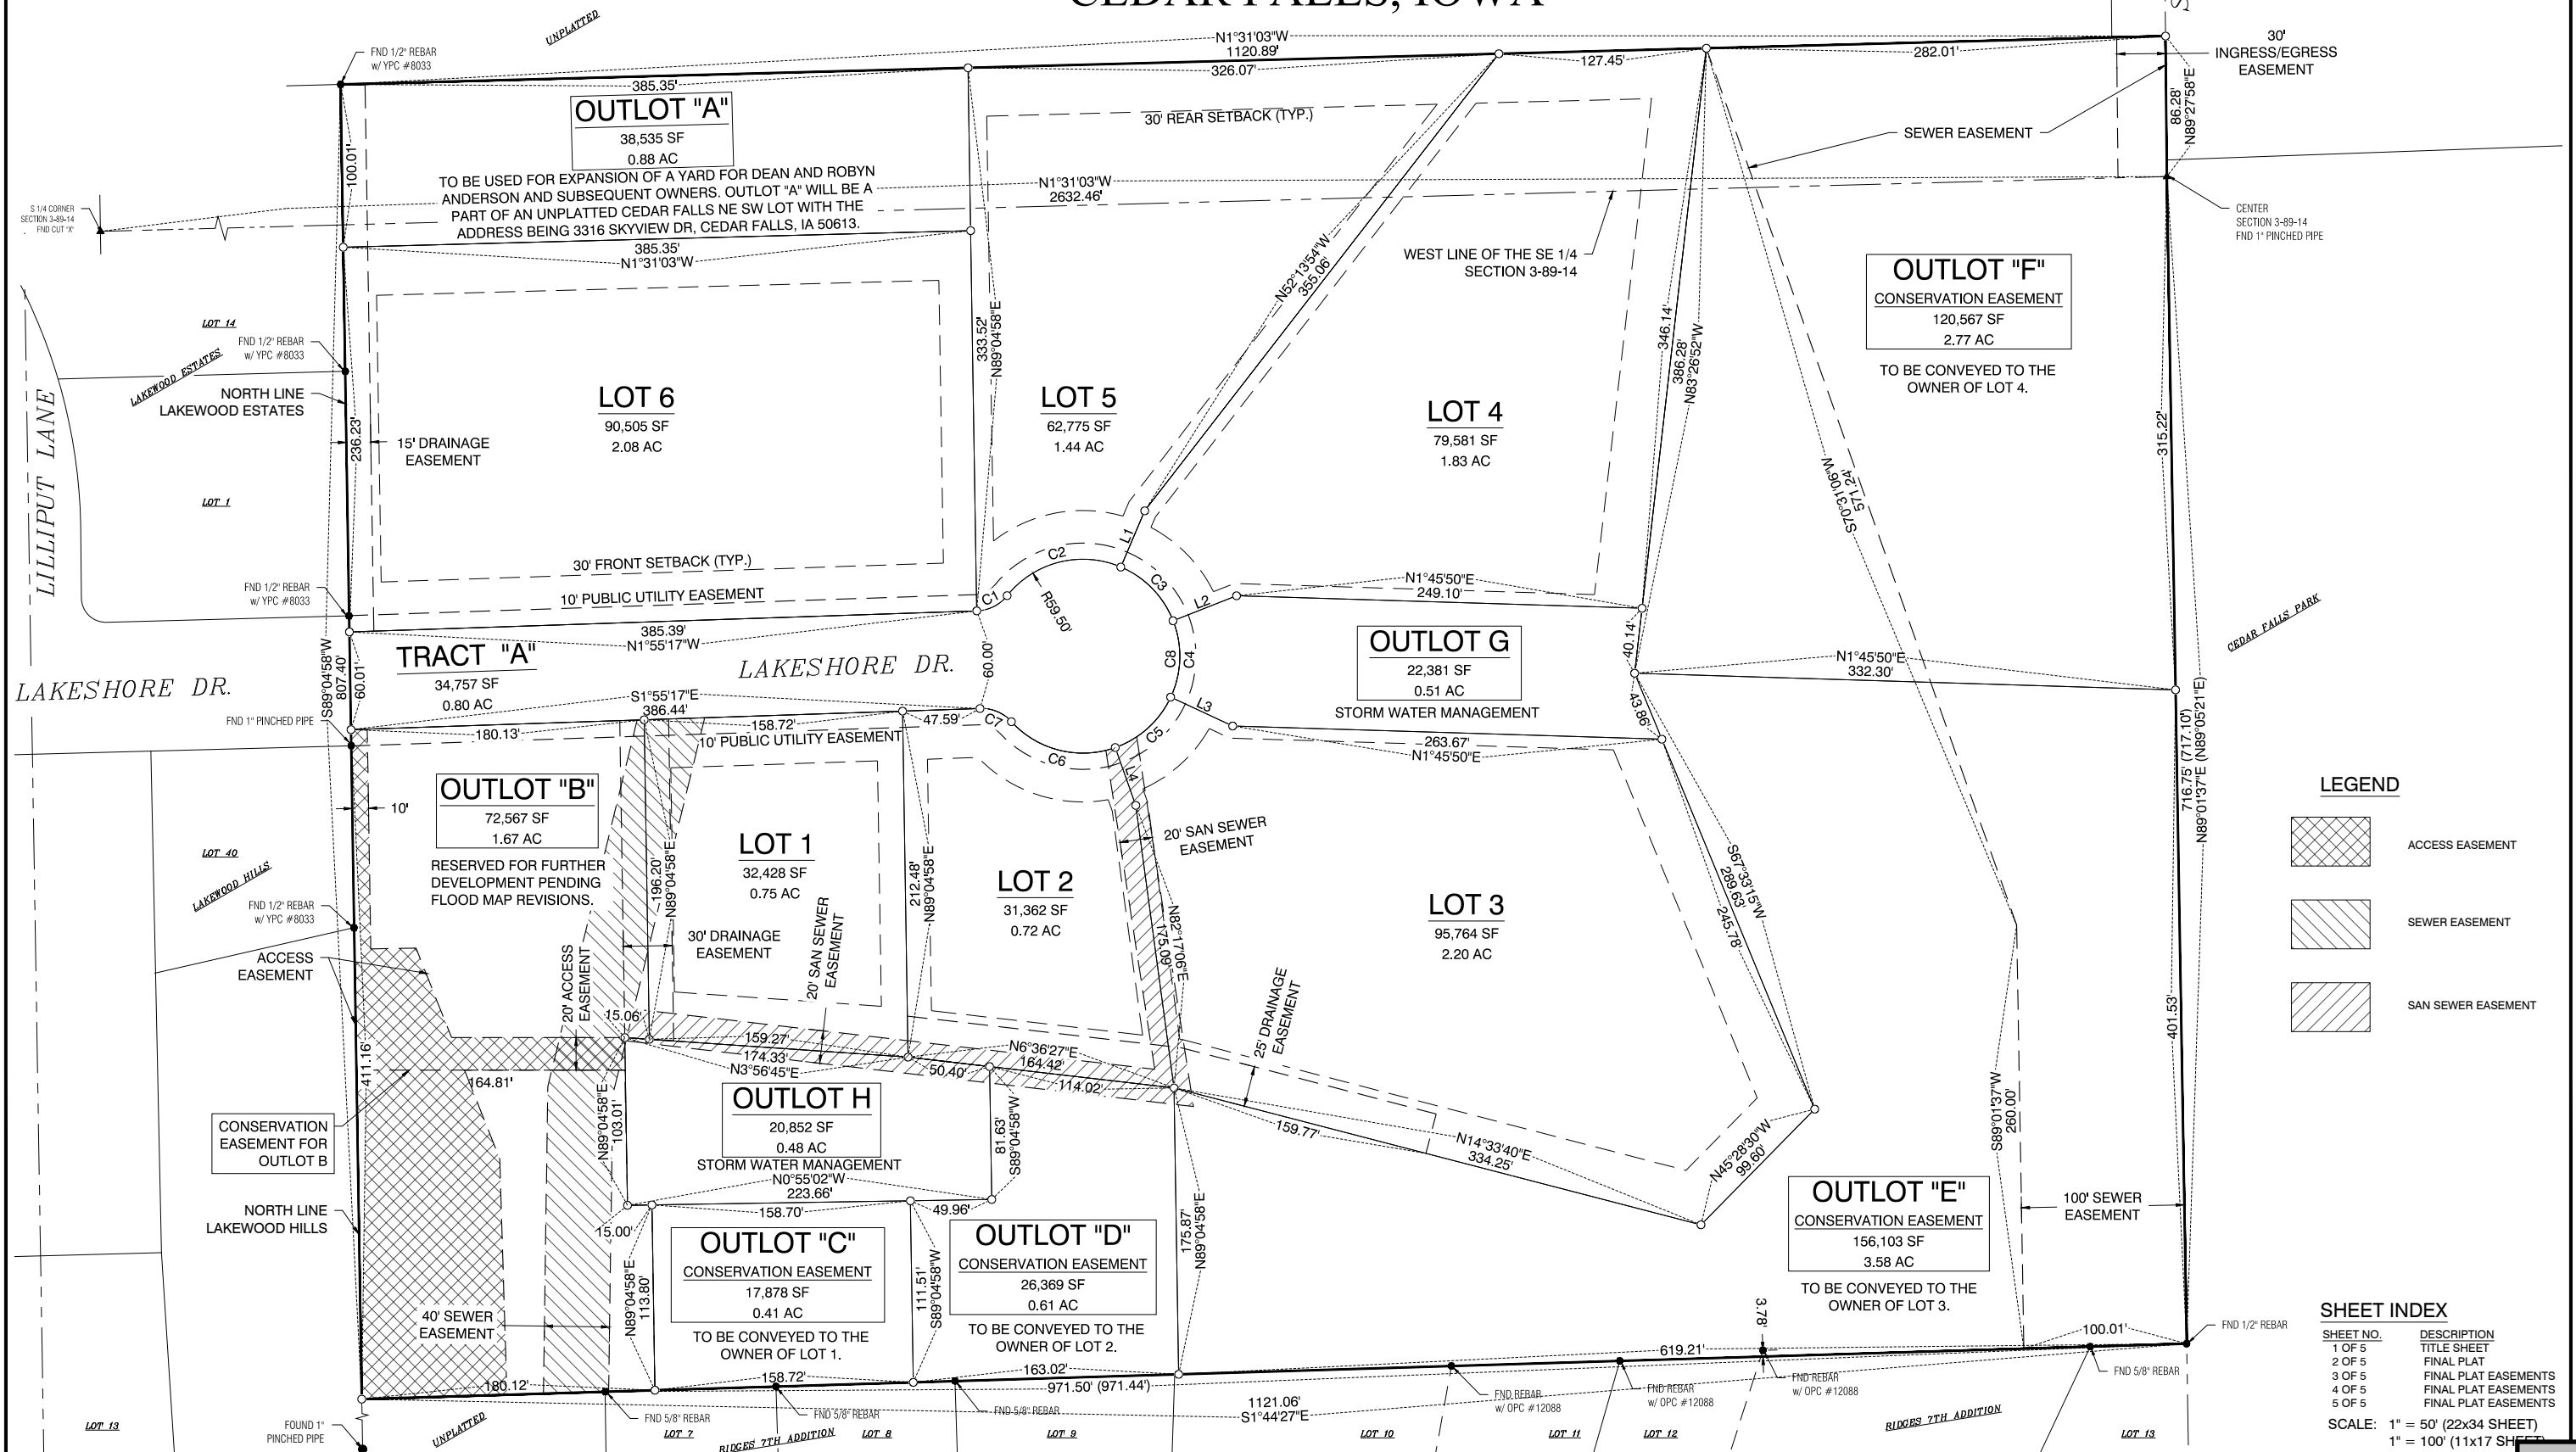 CEDAR FALLS, IOWA
UNPLATTED
FND 1/2" REBAR
w/ YPC #8033
N1°31'03"W
1120.89'
385.35'
326.07'
127.45'
282.01'
30'
INGRESS/EGRESS
EASEMENT
86.28'
N89°27'58"E
OUTLOT "A"
38,535 SF
0.88 AC
TO BE USED FOR EXPANSION OF A YARD FOR DEAN AND ROBYN
ANDERSON AND SUBSEQUENT OWNERS. OUTLOT "A" WILL BE A
PART OF AN UNPLATTED CEDAR FALLS NE SW LOT WITH THE
ADDRESS BEING 3316 SKYVIEW DR, CEDAR FALLS, IA 50613.
100.01'
30' REAR SETBACK (TYP.)
SEWER EASEMENT
N1°31'03"W
2632.46'
S 1/4 CORNER
SECTION 3-89-14
FND CUT "X"
385.35'
N1°31'03"W
CENTER
SECTION 3-89-14
FND 1" PINCHED PIPE
WEST LINE OF THE SE 1/4
SECTION 3-89-14
N52°13'54"W
355.06'
OUTLOT "F"
CONSERVATION EASEMENT
120,567 SF
2.77 AC
TO BE CONVEYED TO THE
OWNER OF LOT 4.
LOT 14
FND 1/2" REBAR
w/ YPC #8033
LAKEWOOD ESTATES
NORTH LINE
LAKEWOOD ESTATES
LILLIPUT LANE
LOT 1
236.23'
15' DRAINAGE
EASEMENT
LOT 6
90,505 SF
2.08 AC
333.52'
N89°04'58"E
LOT 5
62,775 SF
1.44 AC
LOT 4
79,581 SF
1.83 AC
346.14'
386.28'
N83°26'52"W
S70°31'06"W
571.24'
315.22'
30' FRONT SETBACK (TYP.)
FND 1/2" REBAR
w/ YPC #8033
10' PUBLIC UTILITY EASEMENT
C1
C2
L1
C3
R59.50'
L2
N1°45'50"E
249.10'
385.39'
N1°55'17"W
TRACT "A"
34,757 SF
0.80 AC
LAKESHORE DR.
LAKESHORE DR.
S89°04'58"W
807.40'
60.01'
60.00'
C8
C4
OUTLOT G
22,381 SF
0.51 AC
STORM WATER MANAGEMENT
40.14'
N1°45'50"E
332.30'
CEDAR FALLS PARK
FND 1" PINCHED PIPE
S1°55'17"E
386.44'
180.13'
158.72'
47.59'
C7
10' PUBLIC UTILITY EASEMENT
C6
C5
L3
L4
43.86'
263.67'
N1°45'50"E
716.75' (717.10')
N89°01'37"E (N89°05'21"E)
LEGEND
ACCESS EASEMENT
SEWER EASEMENT
SAN SEWER EASEMENT
10'
OUTLOT "B"
72,567 SF
1.67 AC
RESERVED FOR FURTHER
DEVELOPMENT PENDING
FLOOD MAP REVISIONS.
LOT 40
LAKEWOOD HILLS
FND 1/2" REBAR
w/ YPC #8033
196.20'
N89°04'58"E
LOT 1
32,428 SF
0.75 AC
30' DRAINAGE
EASEMENT
20' SAN SEWER
EASEMENT
212.48'
N89°04'58"E
LOT 2
31,362 SF
0.72 AC
20' SAN SEWER
EASEMENT
N82°17'06"E
175.09'
LOT 3
95,764 SF
2.20 AC
S67°33'15"W
289.63'
245.78'
ACCESS
EASEMENT
20' ACCESS
EASEMENT
15.06'
159.27'
174.33'
N3°56'45"E
N6°36'27"E
164.42'
50.40'
114.02'
25' DRAINAGE
EASEMENT
401.53'
411.16'
164.81'
N89°04'58"E
103.01'
OUTLOT H
20,852 SF
0.48 AC
STORM WATER MANAGEMENT
N0°55'02"W
223.66'
81.63'
S89°04'58"W
159.77'
N14°33'40"E
334.25'
N45°28'30"W
99.60'
S89°01'37"W
260.00'
CONSERVATION
EASEMENT FOR
OUTLOT B
NORTH LINE
LAKEWOOD HILLS
158.70'
49.96'
15.00'
OUTLOT "C"
CONSERVATION EASEMENT
17,878 SF
0.41 AC
TO BE CONVEYED TO THE
OWNER OF LOT 1.
N89°04'58"E
113.80'
111.51'
S89°04'58"W
OUTLOT "D"
CONSERVATION EASEMENT
26,369 SF
0.61 AC
TO BE CONVEYED TO THE
OWNER OF LOT 2.
175.87'
N89°04'58"E
OUTLOT "E"
CONSERVATION EASEMENT
156,103 SF
3.58 AC
TO BE CONVEYED TO THE
OWNER OF LOT 3.
100' SEWER
EASEMENT
40' SEWER
EASEMENT
3.78'
100.01'
FND 1/2" REBAR
619.21'
163.02'
158.72'
180.12'
971.50' (971.44')
1121.06'
S1°44'27"E
FND REBAR
w/ OPC #12088
FND REBAR
w/ OPC #12088
FND REBAR
w/ OPC #12088
FND 5/8" REBAR
FND 5/8" REBAR
FND 5/8" REBAR
FND 5/8" REBAR
LOT 13
FOUND 1"
PINCHED PIPE
UNPLATTED
LOT 7
RIDGES 7TH ADDITION
LOT 8
LOT 9
LOT 10
LOT 11
LOT 12
RIDGES 7TH ADDITION
LOT 13
SHEET INDEX
SHEET NO. DESCRIPTION
1 OF 5 TITLE SHEET
2 OF 5 FINAL PLAT
3 OF 5 FINAL PLAT EASEMENTS
4 OF 5 FINAL PLAT EASEMENTS
5 OF 5 FINAL PLAT EASEMENTS
SCALE: 1" = 50' (22x34 SHEET)
1" = 100' (11x17 SHEET)